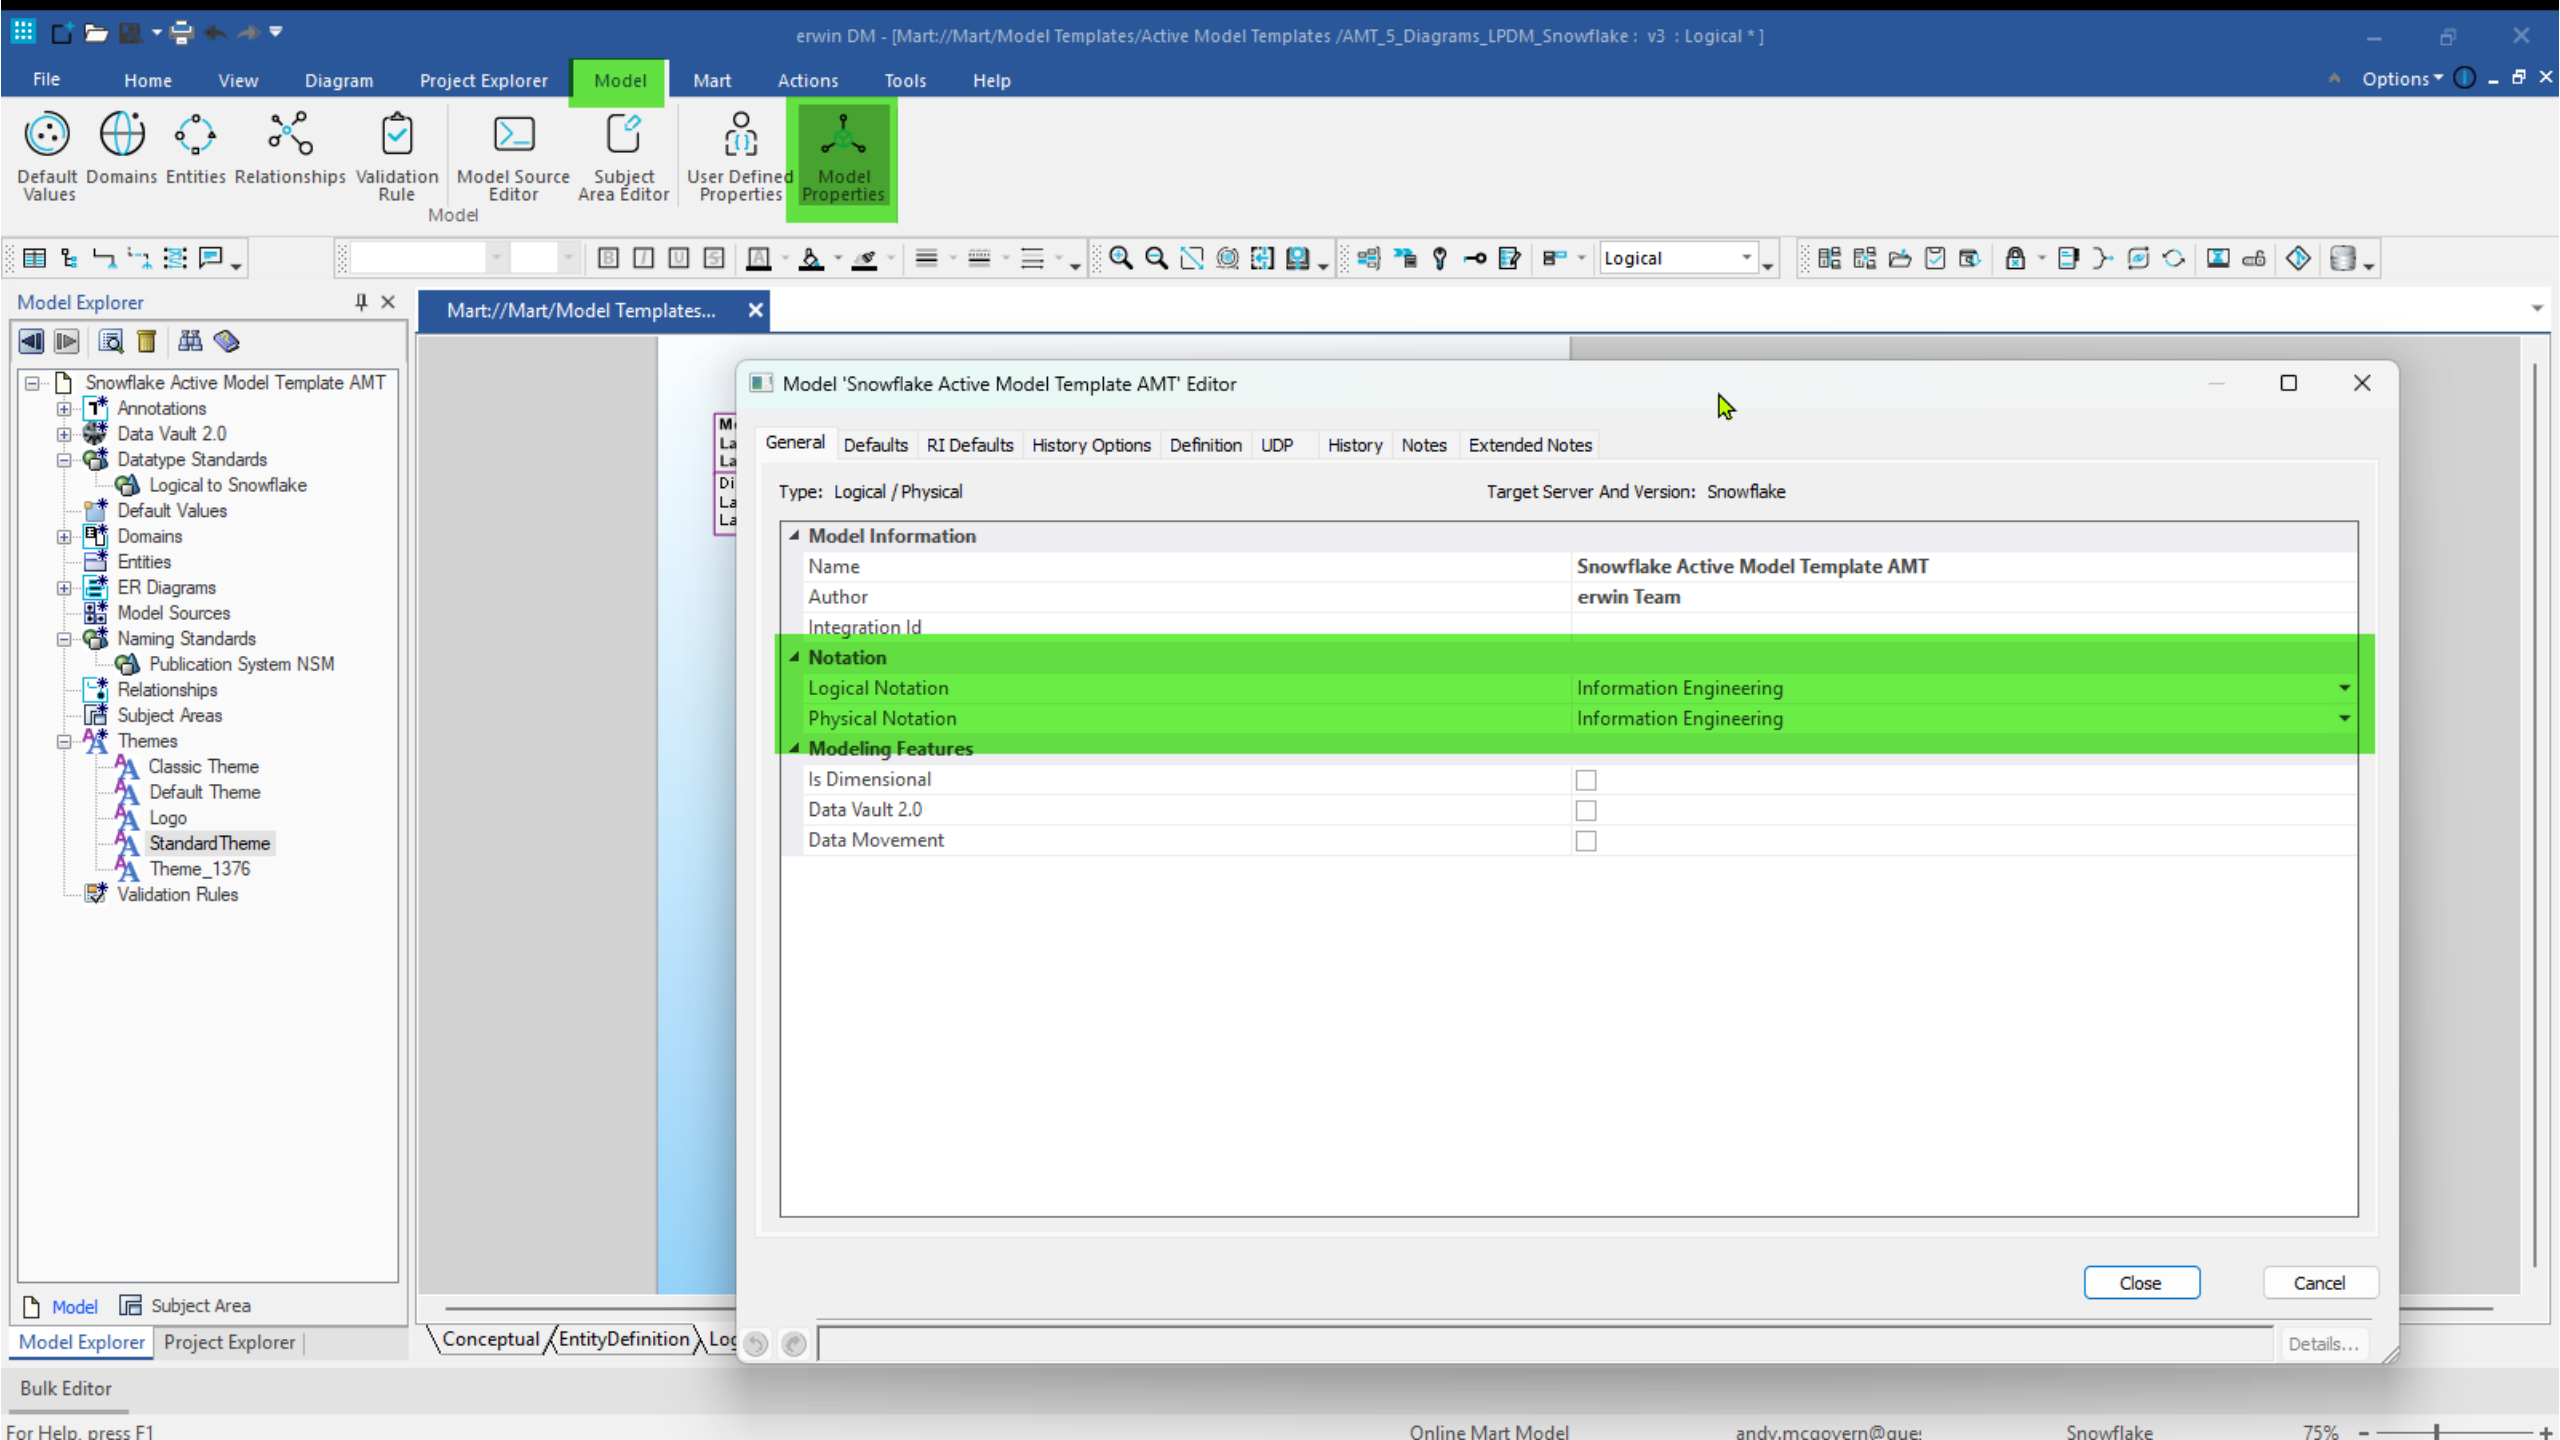 erwin DM - [Mart://Mart/Model Templates/Active Model Templates /AMT_5_Diagrams_LPDM_Snowflake : v3 : Logical * ]
File Home View Diagram Project Explorer Model Mart Actions Tools Help Options
Default Values
Domains
Entities
Relationships
Validation Rule
Model Source Editor
Subject Area Editor
User Defined Properties
Model Properties
Model
Logical
Model Explorer
Mart://Mart/Model Templates...
Snowflake Active Model Template AMT
Annotations
Data Vault 2.0
Datatype Standards
Logical to Snowflake
Default Values
Domains
Entities
ER Diagrams
Model Sources
Naming Standards
Publication System NSM
Relationships
Subject Areas
Themes
Classic Theme
Default Theme
Logo
StandardTheme
Theme_1376
Validation Rules
Model Subject Area
Model Explorer Project Explorer
Model 'Snowflake Active Model Template AMT' Editor
General Defaults RI Defaults History Options Definition UDP History Notes Extended Notes
Type: Logical / Physical Target Server And Version: Snowflake
Model Information
Name Snowflake Active Model Template AMT
Author erwin Team
Integration Id
Notation
Logical Notation Information Engineering
Physical Notation Information Engineering
Modeling Features
Is Dimensional
Data Vault 2.0
Data Movement
Close Cancel
Details...
Conceptual EntityDefinition
Bulk Editor
For Help, press F1 Online Mart Model andy.mcgovern@que Snowflake 75%